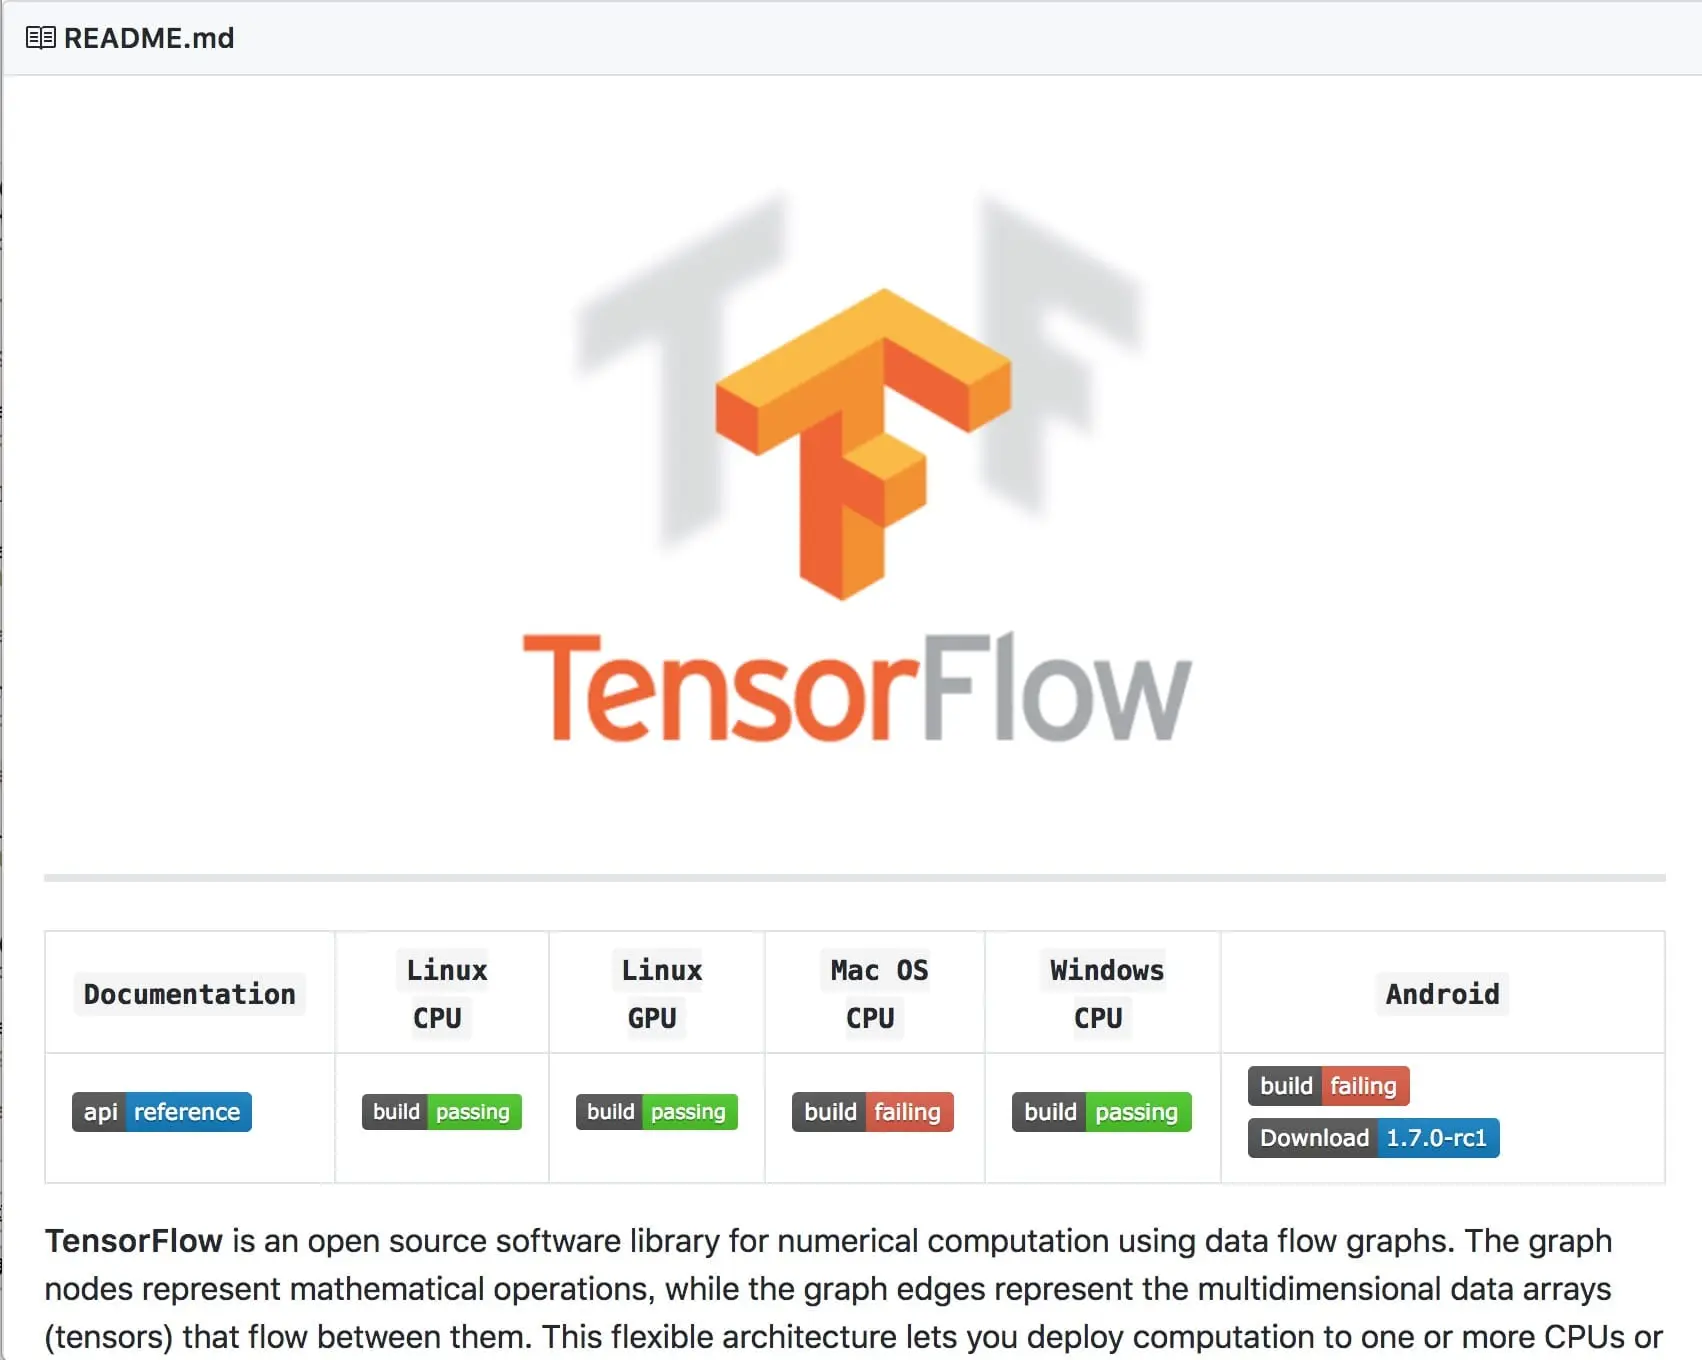 README.md
TensorFlow
Documentation
Linux CPU
Linux GPU
Mac OS CPU
Windows CPU
Android
api reference
build passing
build passing
build failing
build passing
build failing
Download 1.7.0-rc1
TensorFlow is an open source software library for numerical computation using data flow graphs. The graph
nodes represent mathematical operations, while the graph edges represent the multidimensional data arrays
(tensors) that flow between them. This flexible architecture lets you deploy computation to one or more CPUs or